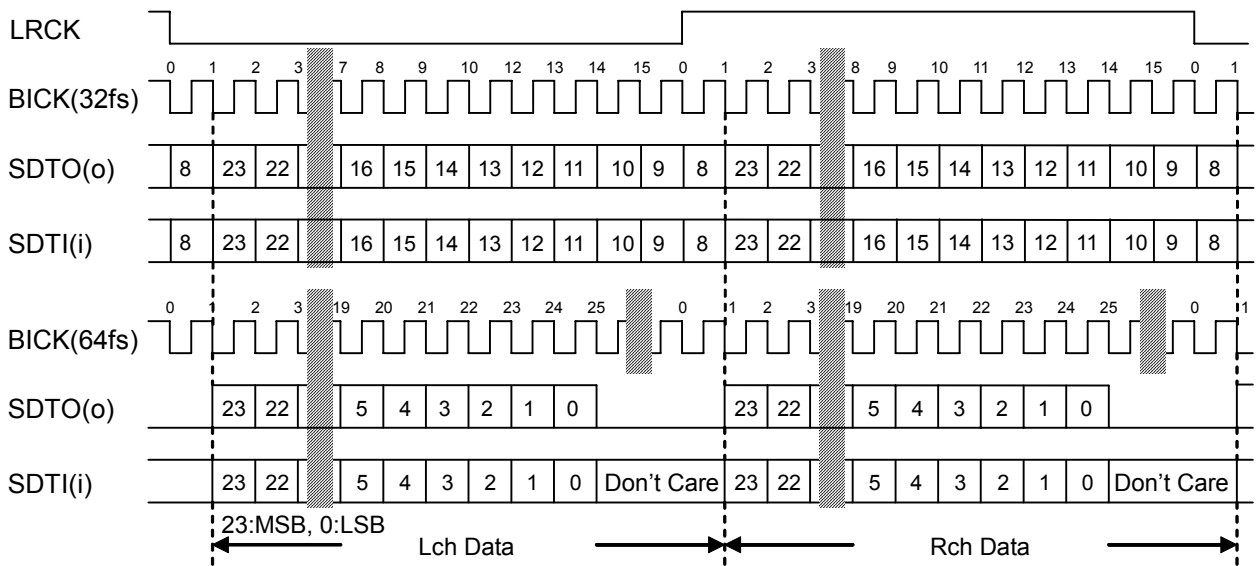 LRCK
0 1 2 3 7 8 9 10 12 13 14 15 0 1 2 3 8 9 10 11 12 13 14 15 0 1
BICK(32fs)
SDTO(o) 8 23 22 16 15 14 13 12 11 10 9 8 23 22 16 15 14 13 12 11 10 9 8
SDTI(i) 8 23 22 16 15 14 13 12 11 10 9 8 23 22 16 15 14 13 12 11 10 9 8
0 1 2 3 19 20 21 22 23 24 25 0 1 2 3 19 20 21 22 23 24 25 0 1
BICK(64fs)
SDTO(o) 23 22 5 4 3 2 1 0 23 22 5 4 3 2 1 0
SDTI(i) 23 22 5 4 3 2 1 0 Don't Care 23 22 5 4 3 2 1 0 Don't Care
23:MSB, 0:LSB
Lch Data Rch Data